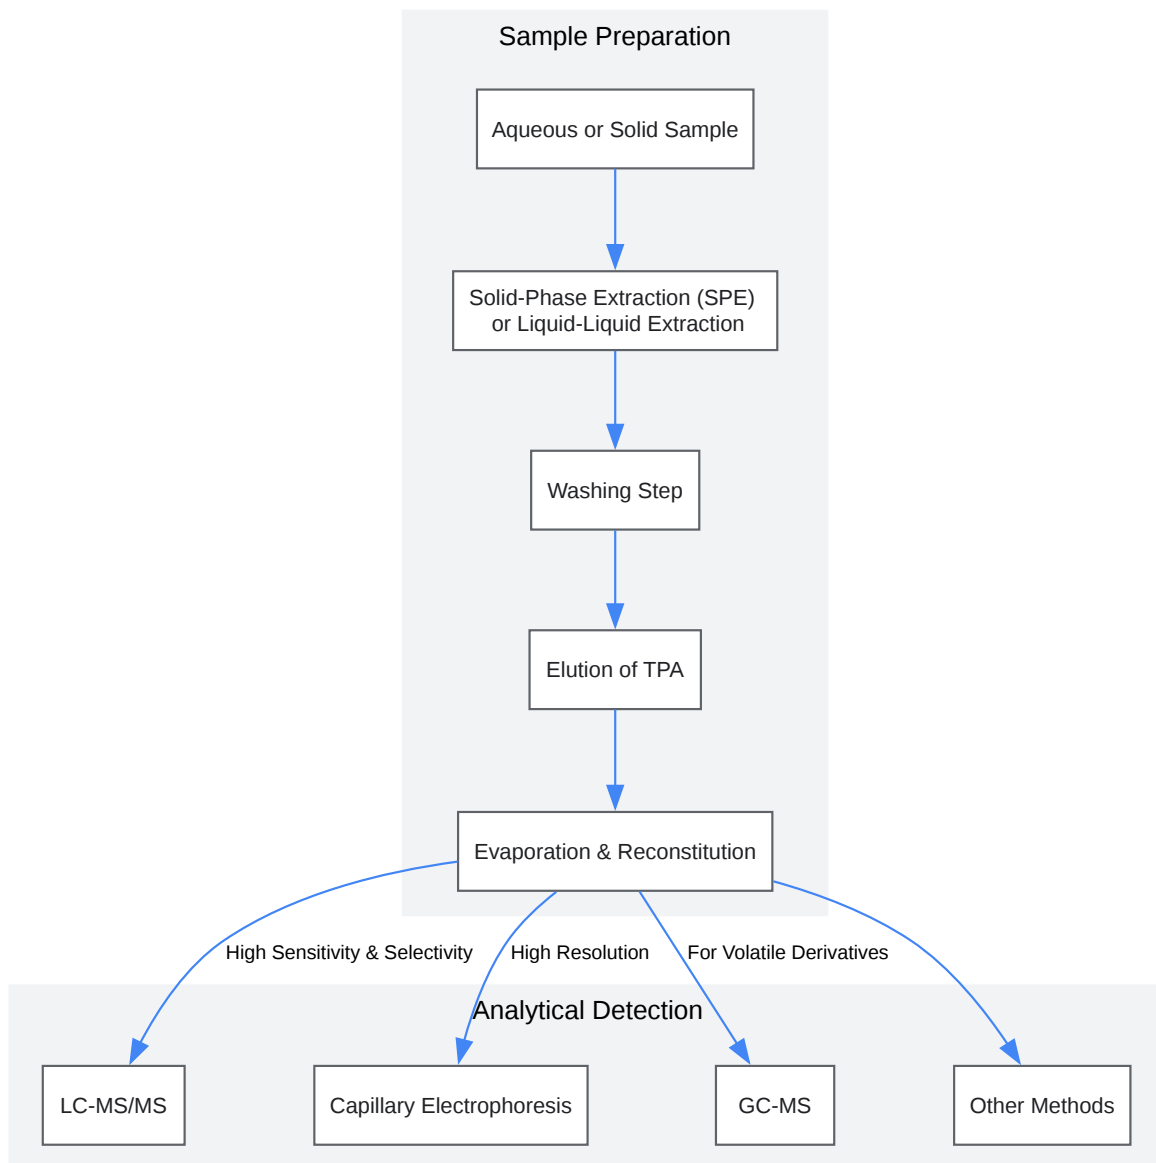 Sample Preparation
Aqueous or Solid Sample
Solid-Phase Extraction (SPE)
or Liquid-Liquid Extraction
Washing Step
Elution of TPA
Evaporation & Reconstitution
High Sensitivity & Selectivity
High Resolution
For Volatile Derivatives
Analytical Detection
LC-MS/MS
Capillary Electrophoresis
GC-MS
Other Methods